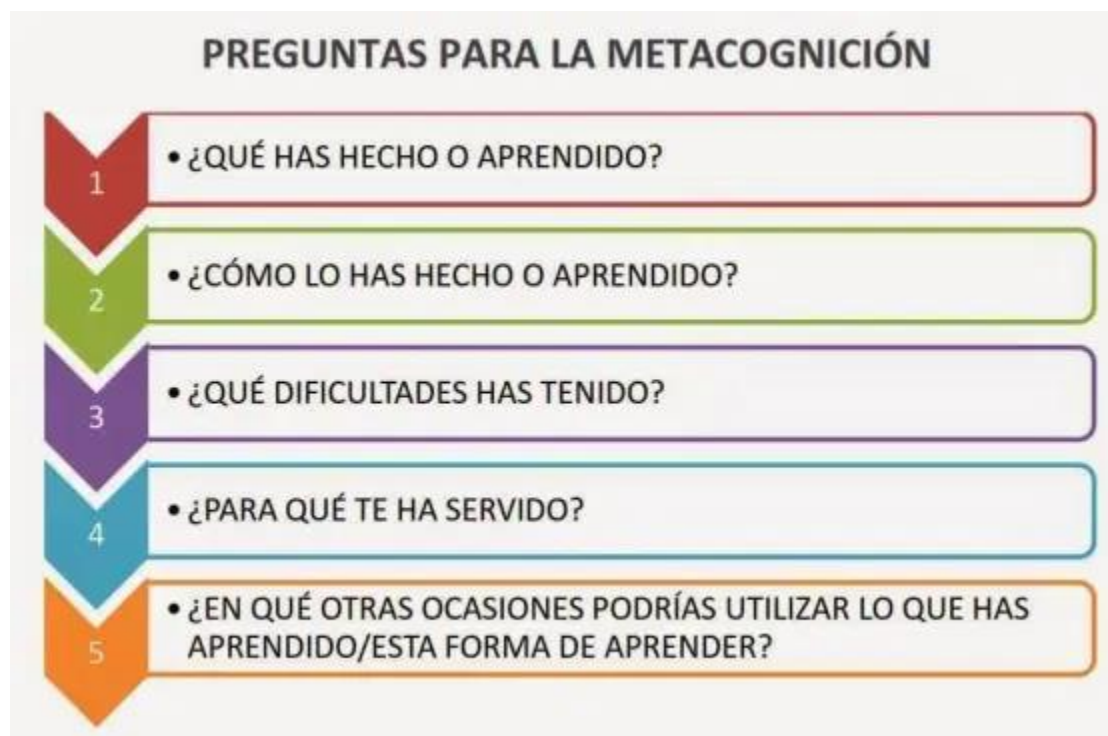 PREGUNTAS PARA LA METACOGNICIÓN
1
• ¿QUÉ HAS HECHO O APRENDIDO?
2
• ¿CÓMO LO HAS HECHO O APRENDIDO?
3
• ¿QUÉ DIFICULTADES HAS TENIDO?
4
• ¿PARA QUÉ TE HA SERVIDO?
5
• ¿EN QUÉ OTRAS OCASIONES PODRÍAS UTILIZAR LO QUE HAS
APRENDIDO/ESTA FORMA DE APRENDER?